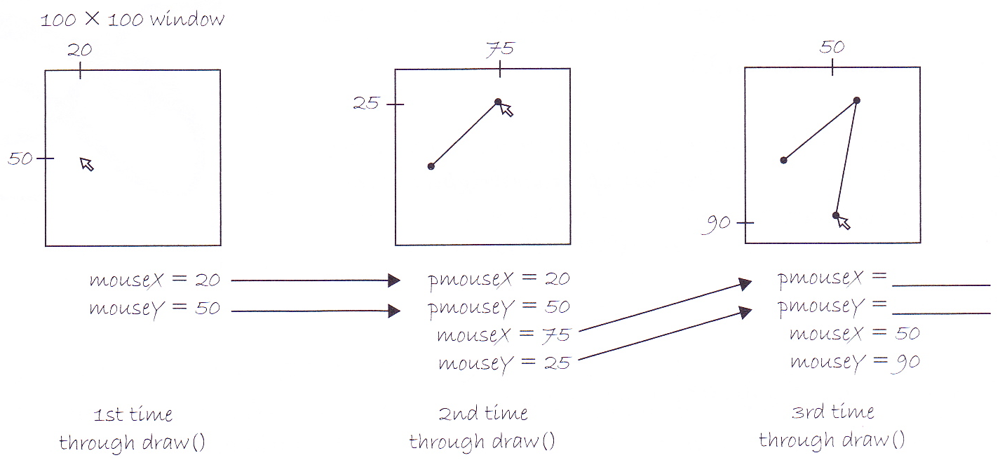 100 × 100 window
20
50
mouseX = 20
mouseY = 50
1st time
through draw()
75
25
pmouseX = 20
pmouseY = 50
mouseX = 75
mouseY = 25
2nd time
through draw()
50
90
pmouseX = ______
pmouseY = ______
mouseX = 50
mouseY = 90
3rd time
through draw()